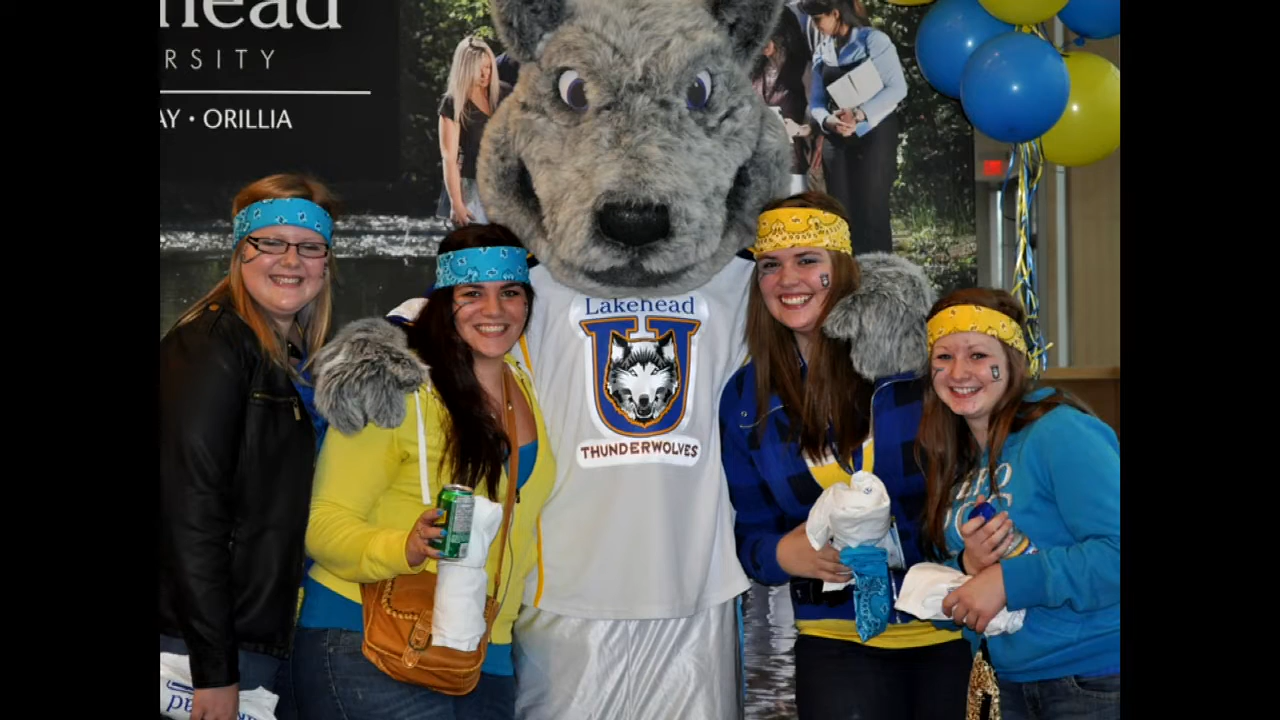 head
RSITY
AY • ORILLIA
Lakehead
U
THUNDERWOLVES